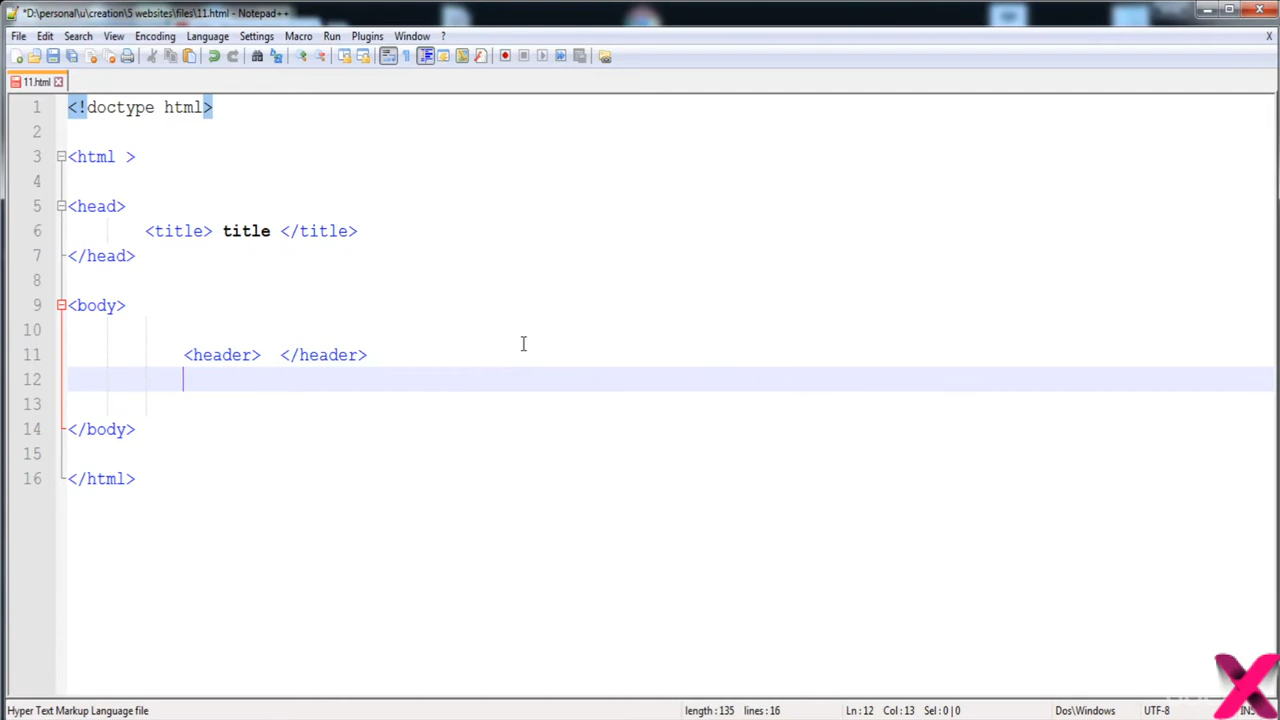 *D:\personal\u\creation\5 websites\files\11.html - Notepad++
File Edit Search View Encoding Language Settings Macro Run Plugins Window ? X
11.html
1 <!doctype html>
2
3 <html >
4
5 <head>
6 <title> title </title>
7 </head>
8
9 <body>
10
11 <header> </header>
12
13
14 </body>
15
16 </html>
Hyper Text Markup Language file length : 135 lines : 16 Ln : 12 Col : 13 Sel : 0 | 0 Dos\Windows UTF-8